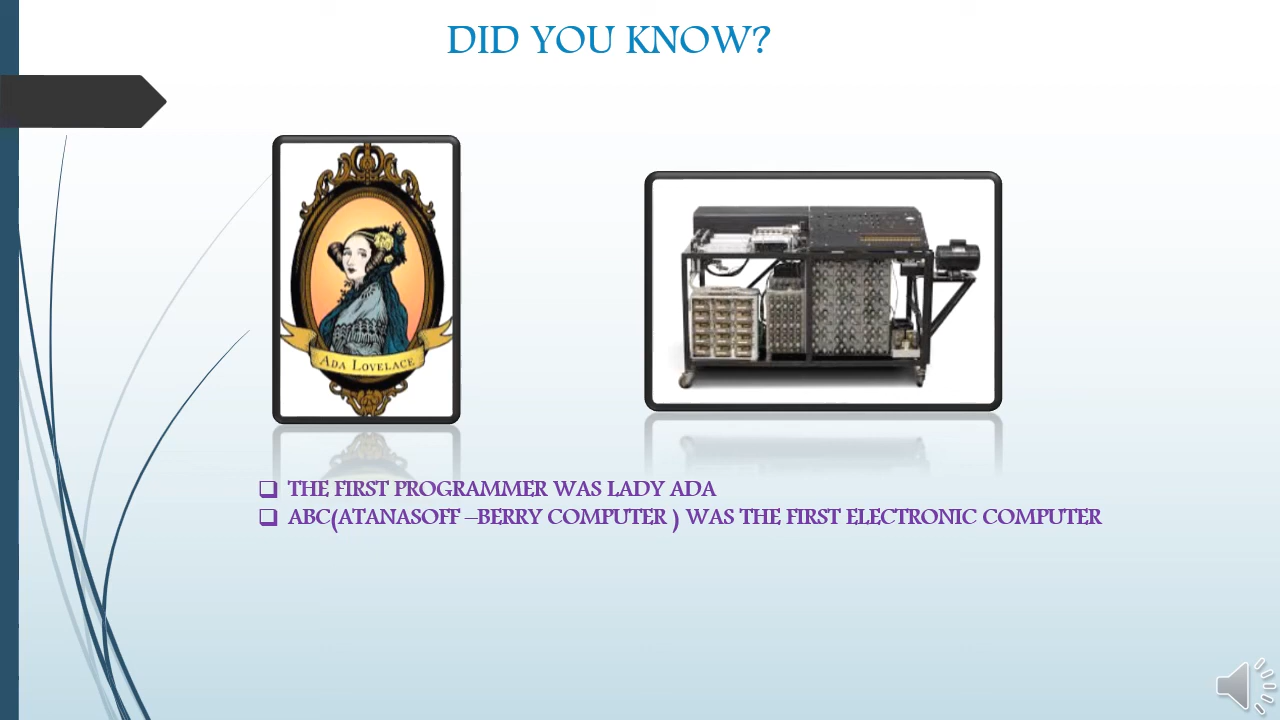 DID YOU KNOW?
ADA LOVELACE
THE FIRST PROGRAMMER WAS LADY ADA
ABC(ATANASOFF –BERRY COMPUTER ) WAS THE FIRST ELECTRONIC COMPUTER